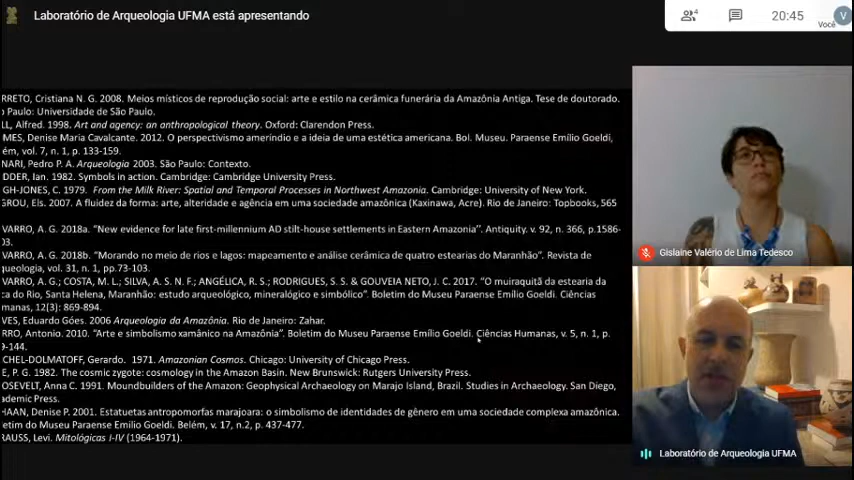 Laboratório de Arqueologia UFMA está apresentando
4
20:45
V
Você
RRETO, Cristiana N. G. 2008. Meios místicos de reprodução social: arte e estilo na cerâmica funerária da Amazônia Antiga. Tese de doutorado.
o Paulo: Universidade de São Paulo.
LL, Alfred. 1998. Art and agency: an anthropological theory. Oxford: Clarendon Press.
MES, Denise Maria Cavalcante. 2012. O perspectivismo ameríndio e a ideia de uma estética americana. Bol. Museu. Paraense Emílio Goeldi,
ém, vol. 7, n. 1, p. 133-159.
NARI, Pedro P. A. Arqueologia 2003. São Paulo: Contexto.
DDER, Ian. 1982. Symbols in action. Cambridge: Cambridge University Press.
GH-JONES, C. 1979. From the Milk River: Spatial and Temporal Processes in Northwest Amazonia. Cambridge: University of New York.
GROU, Els. 2007. A fluidez da forma: arte, alteridade e agência em uma sociedade amazônica (Kaxinawa, Acre). Rio de Janeiro: Topbooks, 565
VARRO, A. G. 2018a. “New evidence for late first-millennium AD stilt-house settlements in Eastern Amazonia”. Antiquity. v. 92, n. 366, p.1586-
03.
VARRO, A. G. 2018b. “Morando no meio de rios e lagos: mapeamento e análise cerâmica de quatro estearias do Maranhão”. Revista de
queologia, vol. 31, n. 1, pp.73-103.
VARRO, A. G.; COSTA, M. L.; SILVA, A. S. N. F.; ANGÉLICA, R. S.; RODRIGUES, S. S. & GOUVEIA NETO, J. C. 2017. “O muiraquitã da estearia da
ca do Rio, Santa Helena, Maranhão: estudo arqueológico, mineralógico e simbólico”. Boletim do Museu Paraense Emílio Goeldi. Ciências
manas, 12(3): 869-894.
VES, Eduardo Góes. 2006 Arqueologia da Amazônia. Rio de Janeiro: Zahar.
RRO, Antonio. 2010. “Arte e simbolismo xamânico na Amazônia”. Boletim do Museu Paraense Emílio Goeldi. Ciências Humanas, v. 5, n. 1, p.
-144.
CHEL-DOLMATOFF, Gerardo. 1971. Amazonian Cosmos. Chicago: University of Chicago Press.
E, P. G. 1982. The cosmic zygote: cosmology in the Amazon Basin. New Brunswick: Rutgers University Press.
OSEVELT, Anna C. 1991. Moundbuilders of the Amazon: Geophysical Archaeology on Marajo Island, Brazil. Studies in Archaeology. San Diego,
ademic Press.
HAAN, Denise P. 2001. Estatuetas antropomorfas marajoara: o simbolismo de identidades de gênero em uma sociedade complexa amazônica.
etim do Museu Paraense Emilio Goeldi. Belém, v. 17, n.2, p. 437-477.
RAUSS, Levi. Mitológicas I-IV (1964-1971).
Gislaine Valério de Lima Tedesco
Laboratório de Arqueologia UFMA